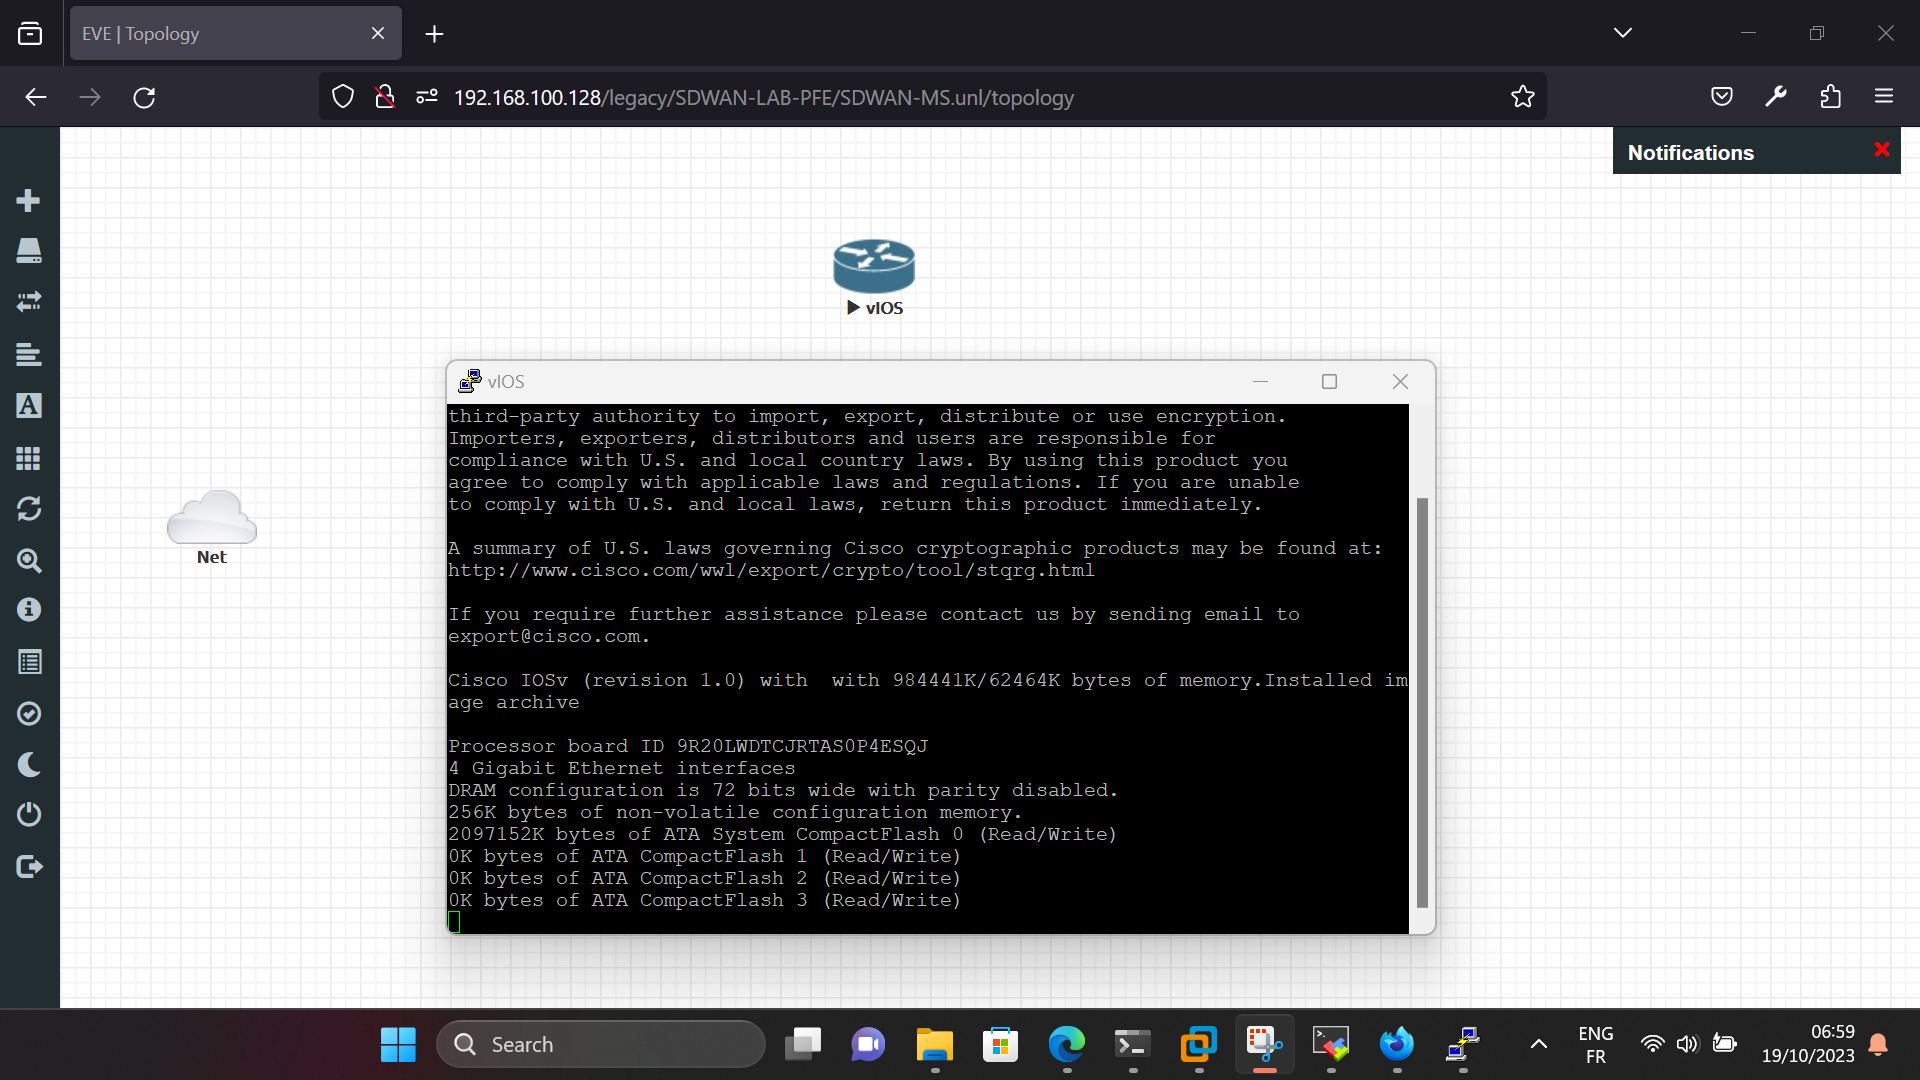 EVE | Topology
192.168.100.128/legacy/SDWAN-LAB-PFE/SDWAN-MS.unl/topology
Notifications
vIOS
Net
vIOS
third-party authority to import, export, distribute or use encryption.
Importers, exporters, distributors and users are responsible for
compliance with U.S. and local country laws. By using this product you
agree to comply with applicable laws and regulations. If you are unable
to comply with U.S. and local laws, return this product immediately.
A summary of U.S. laws governing Cisco cryptographic products may be found at:
http://www.cisco.com/wwl/export/crypto/tool/stqrg.html
If you require further assistance please contact us by sending email to
export@cisco.com.
Cisco IOSv (revision 1.0) with  with 984441K/62464K bytes of memory.Installed im
age archive
Processor board ID 9R20LWDTCJRTAS0P4ESQJ
4 Gigabit Ethernet interfaces
DRAM configuration is 72 bits wide with parity disabled.
256K bytes of non-volatile configuration memory.
2097152K bytes of ATA System CompactFlash 0 (Read/Write)
0K bytes of ATA CompactFlash 1 (Read/Write)
0K bytes of ATA CompactFlash 2 (Read/Write)
0K bytes of ATA CompactFlash 3 (Read/Write)
Search
ENG
FR
06:59
19/10/2023